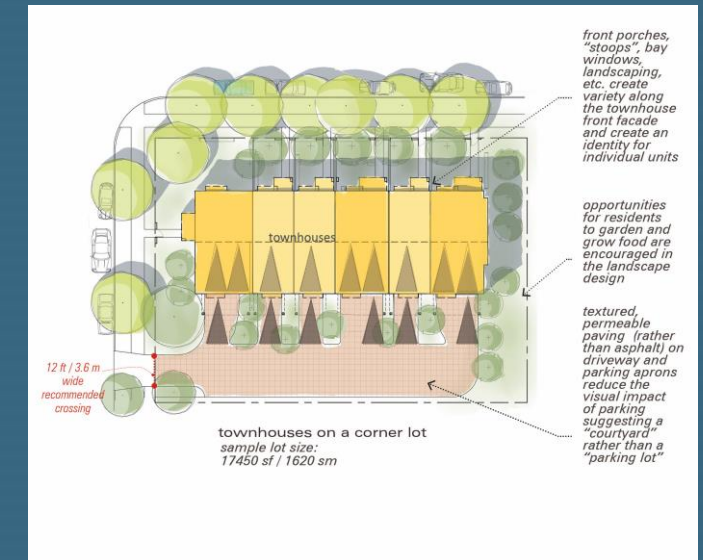 front porches,
"stoops", bay
windows,
landscaping,
etc. create
variety along
the townhouse
front facade
and create an
identity for
individual units
opportunities
for residents
to garden and
grow food are
encouraged in
the landscape
design
textured,
permeable
paving (rather
than asphalt) on
driveway and
parking aprons
reduce the
visual impact
of parking
suggesting a
"courtyard"
rather than a
"parking lot"
townhouses
12 ft / 3.6 m
wide
recommended
crossing
townhouses on a corner lot
sample lot size:
17450 sf / 1620 sm